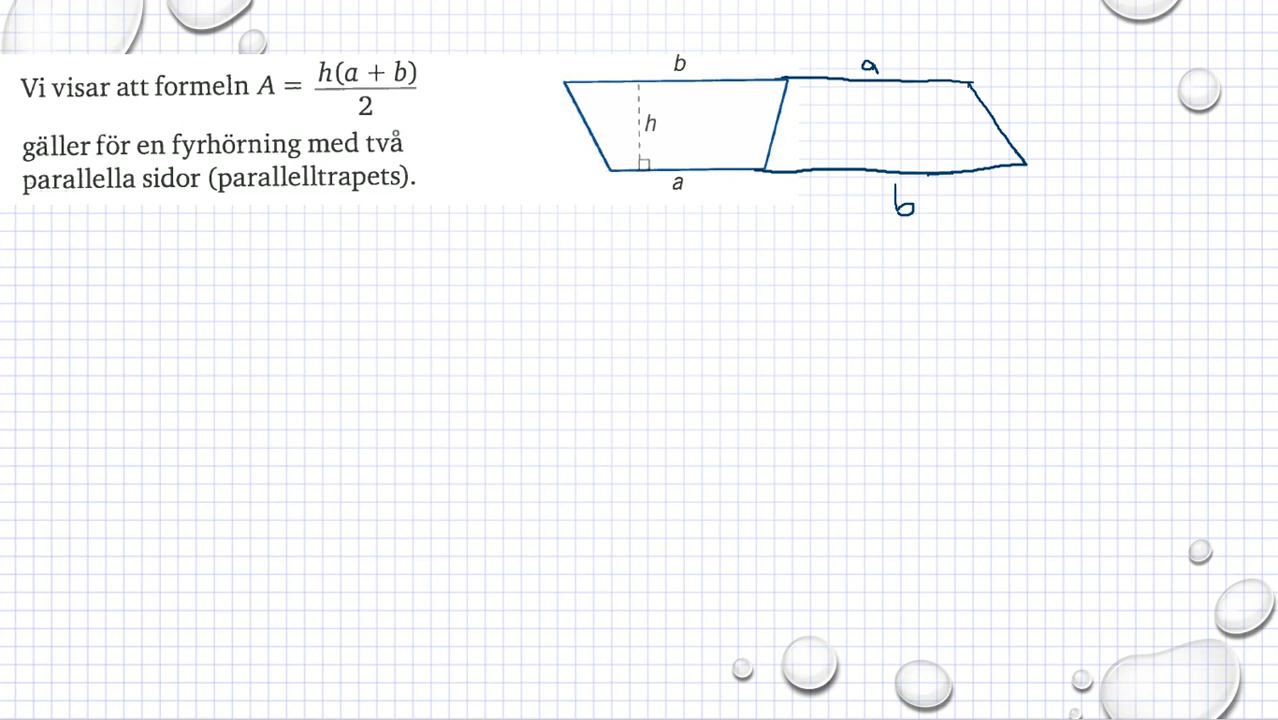 Vi visar att formeln A = h(a + b)/2
gäller för en fyrhörning med två
parallella sidor (parallelltrapets).
b
a
h
a
b